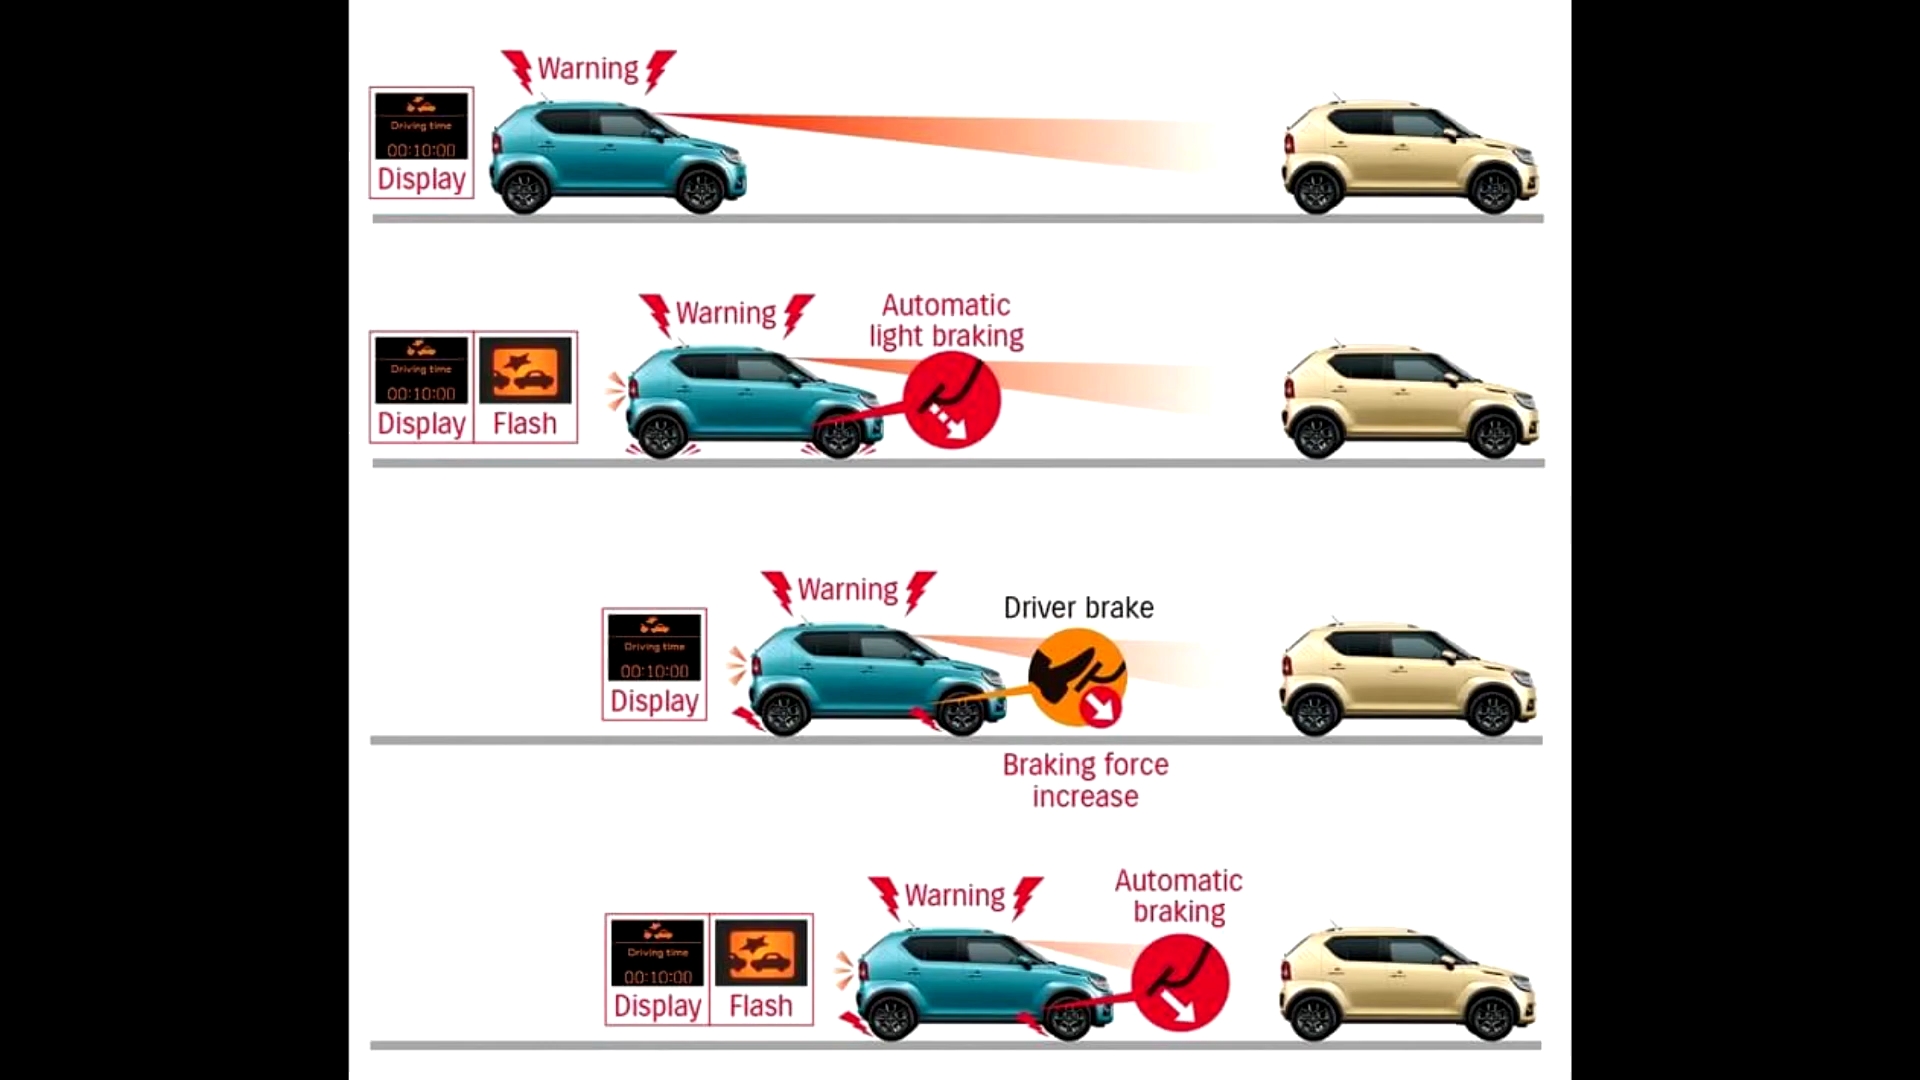 Warning
Driving time
00:10:00
Display
Warning
Automatic
light braking
Driving time
00:10:00
Display
Flash
Warning
Driver brake
Driving time
00:10:00
Display
Braking force
increase
Warning
Automatic
braking
Driving time
00:10:00
Display
Flash